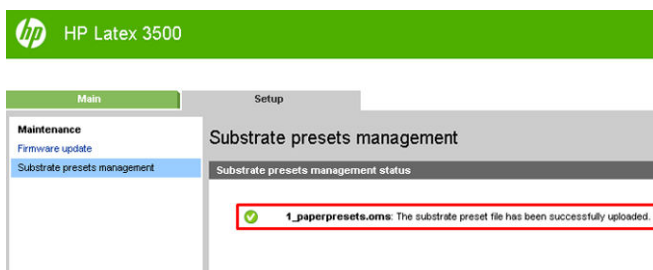 hp HP Latex 3500
Main Setup
Maintenance
Firmware update
Substrate presets management
Substrate presets management
Substrate presets management status
1_paperpresets.oms: The substrate preset file has been successfully uploaded.